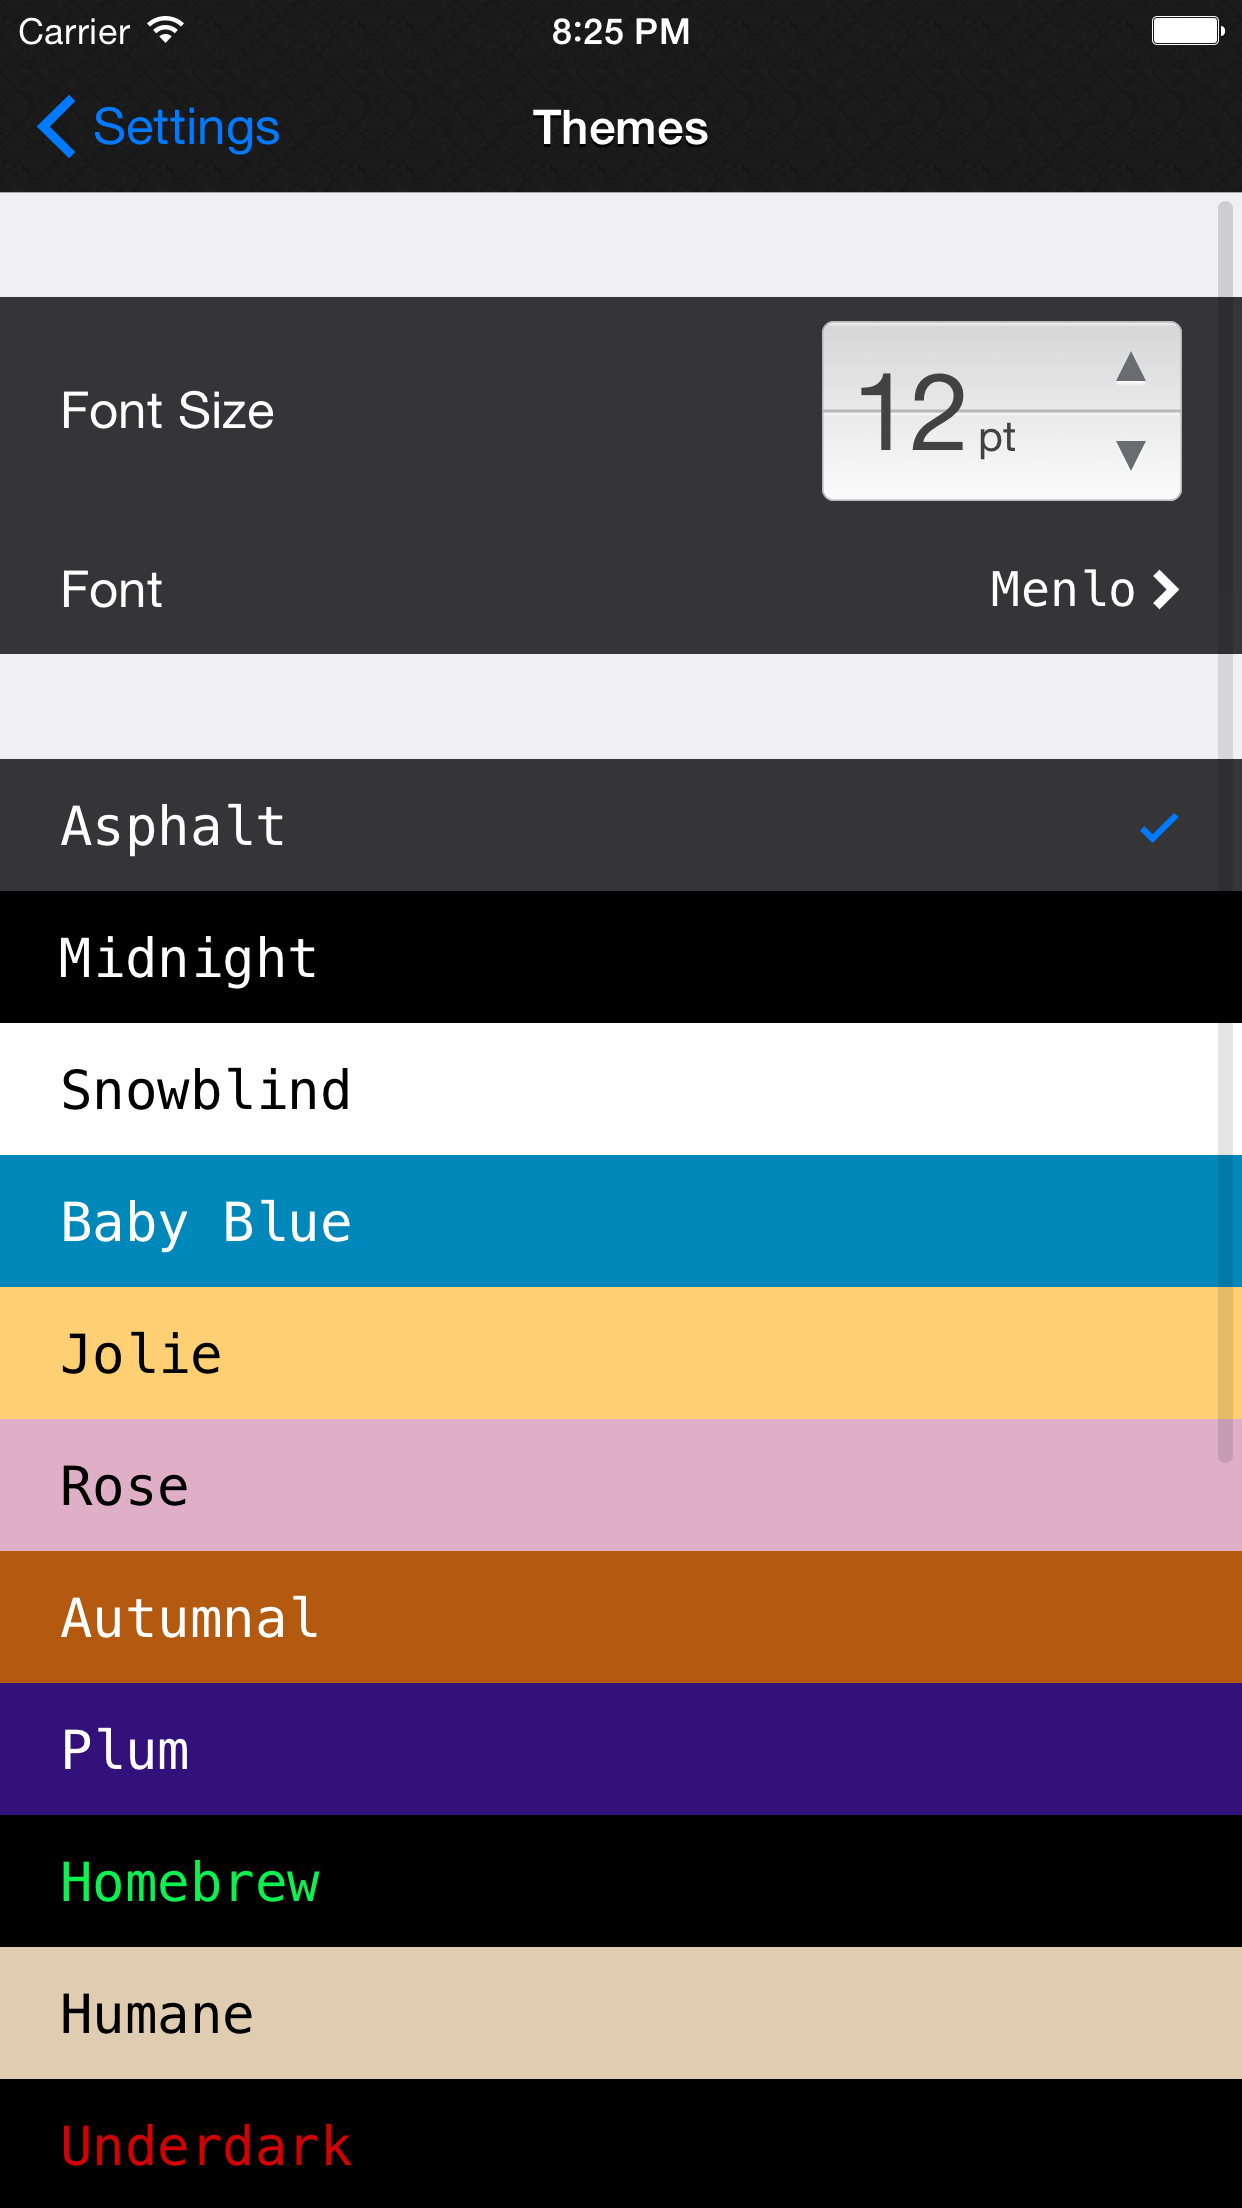 Carrier 8:25 PM
Settings Themes
Font Size 12 pt
Font Menlo
Asphalt
Midnight
Snowblind
Baby Blue
Jolie
Rose
Autumnal
Plum
Homebrew
Humane
Underdark